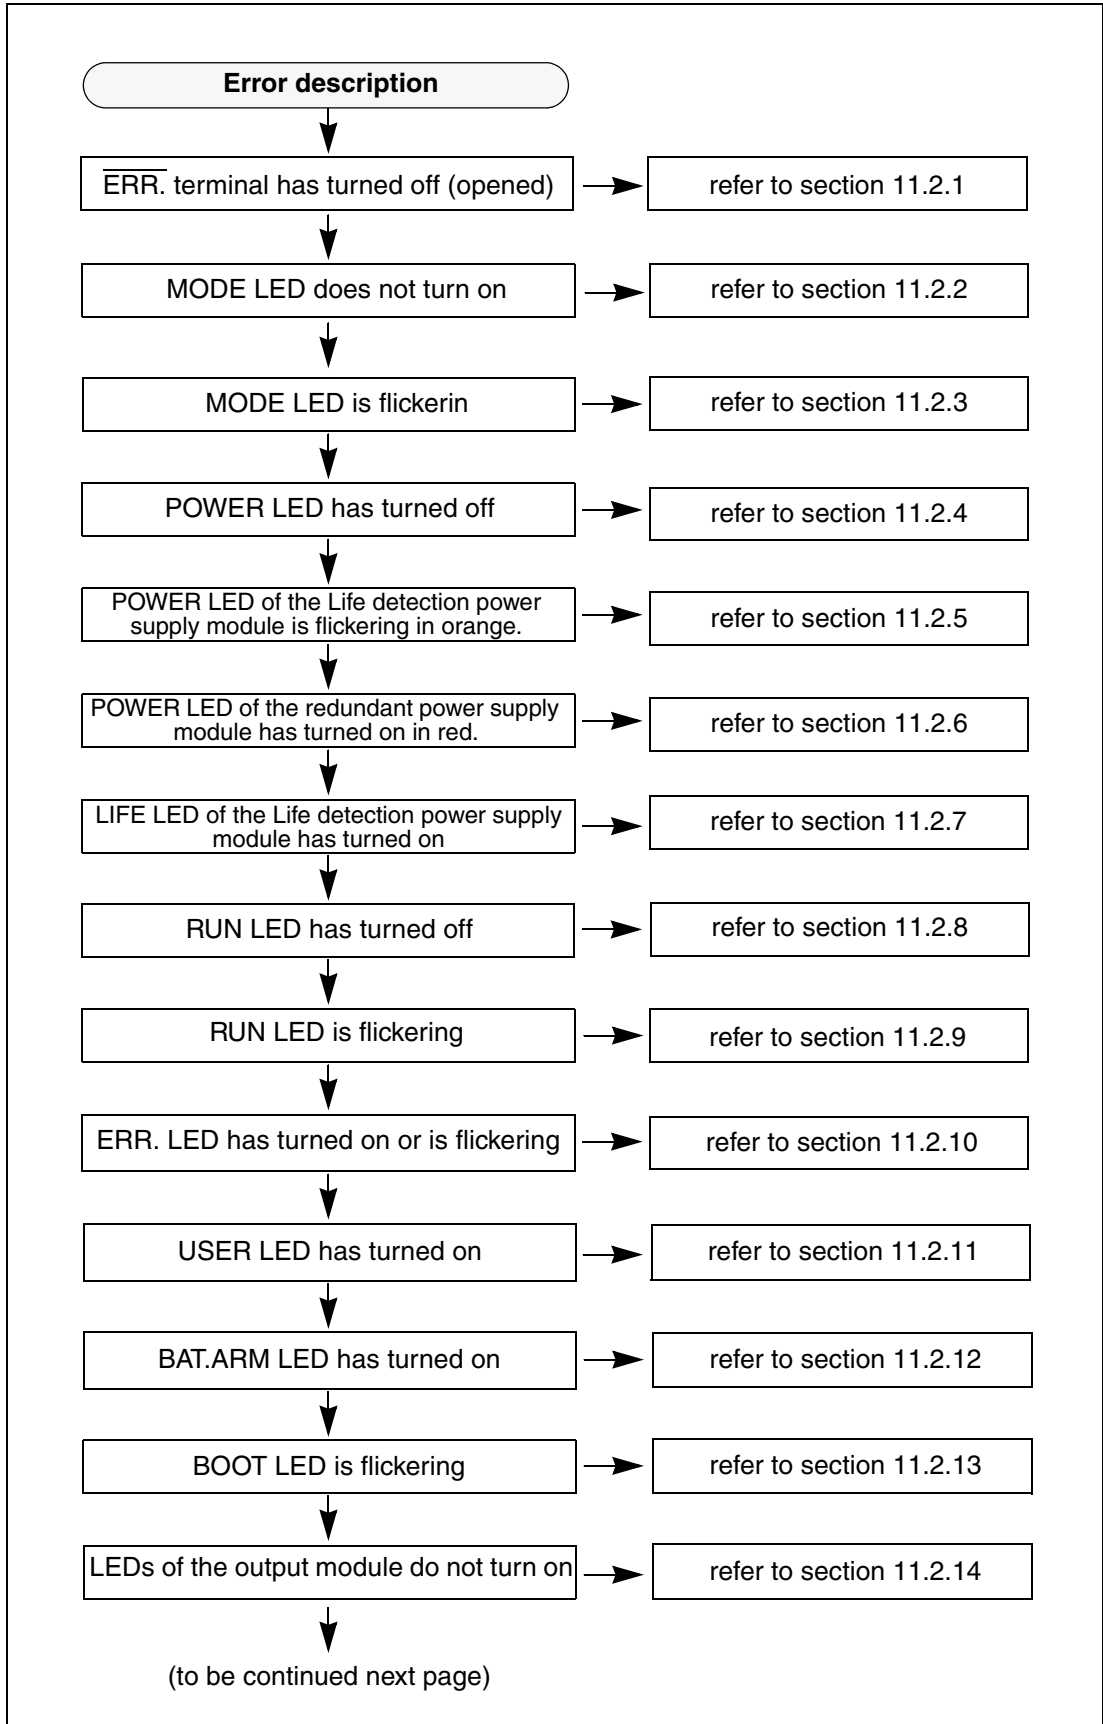 Error description
ERR. terminal has turned off (opened)
refer to section 11.2.1
MODE LED does not turn on
refer to section 11.2.2
MODE LED is flickerin
refer to section 11.2.3
POWER LED has turned off
refer to section 11.2.4
POWER LED of the Life detection power
supply module is flickering in orange.
refer to section 11.2.5
POWER LED of the redundant power supply
module has turned on in red.
refer to section 11.2.6
LIFE LED of the Life detection power supply
module has turned on
refer to section 11.2.7
RUN LED has turned off
refer to section 11.2.8
RUN LED is flickering
refer to section 11.2.9
ERR. LED has turned on or is flickering
refer to section 11.2.10
USER LED has turned on
refer to section 11.2.11
BAT.ARM LED has turned on
refer to section 11.2.12
BOOT LED is flickering
refer to section 11.2.13
LEDs of the output module do not turn on
refer to section 11.2.14
(to be continued next page)